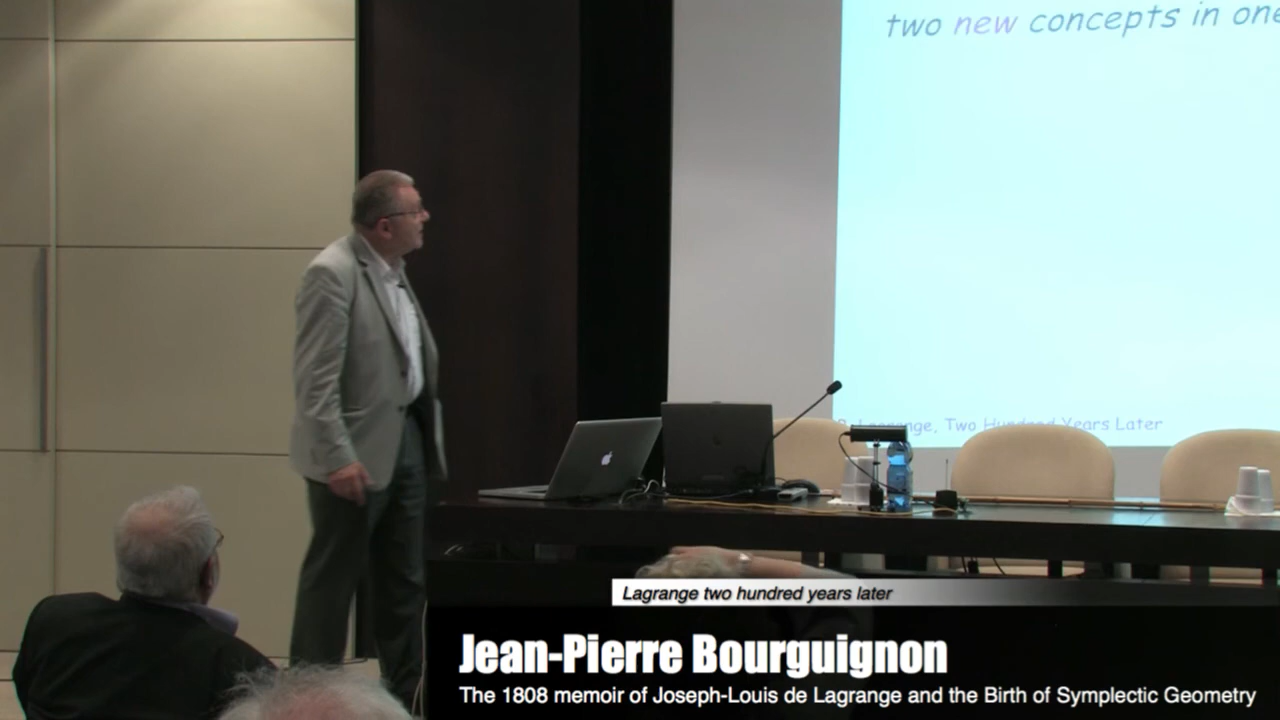 two new concepts in one
Lagrange, Two Hundred Years Later
Lagrange two hundred years later
Jean-Pierre Bourguignon
The 1808 memoir of Joseph-Louis de Lagrange and the Birth of Symplectic Geometry